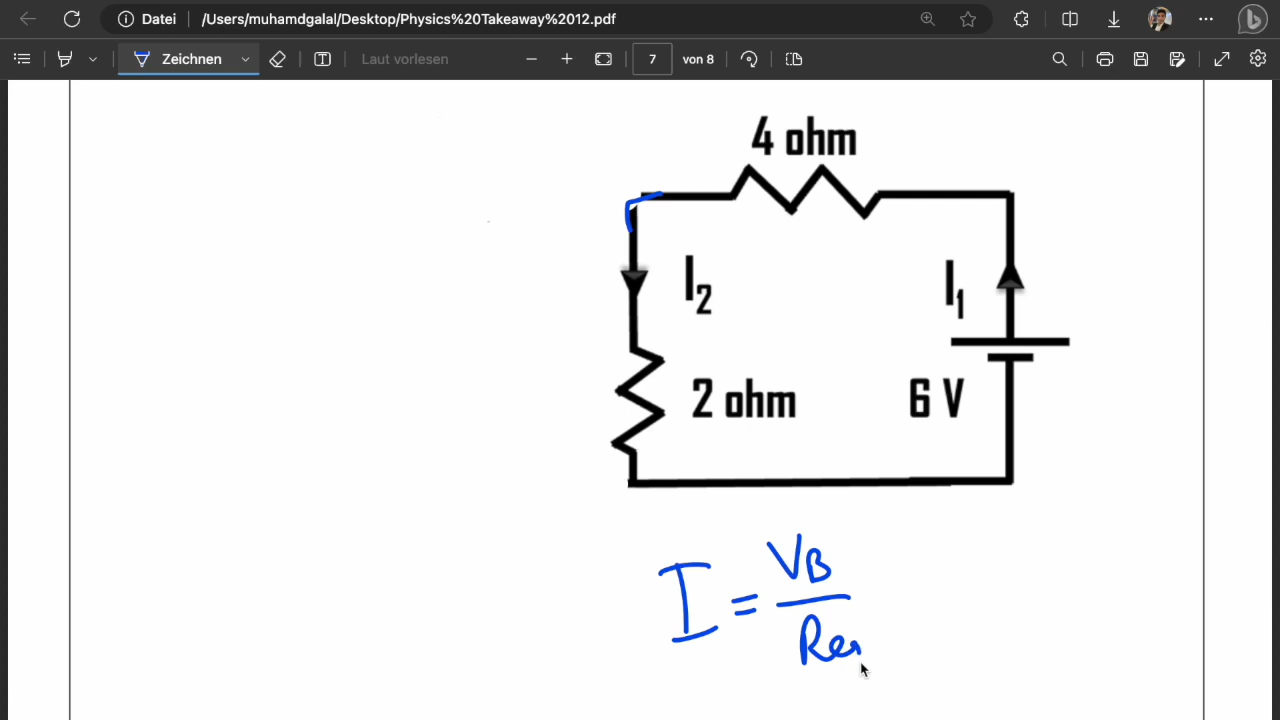 Datei /Users/muhamdgalal/Desktop/Physics%20Takeaway%2012.pdf
Zeichnen Laut vorlesen 7 von 8
4 ohm
I₂ I₁
2 ohm 6 V
I = VB